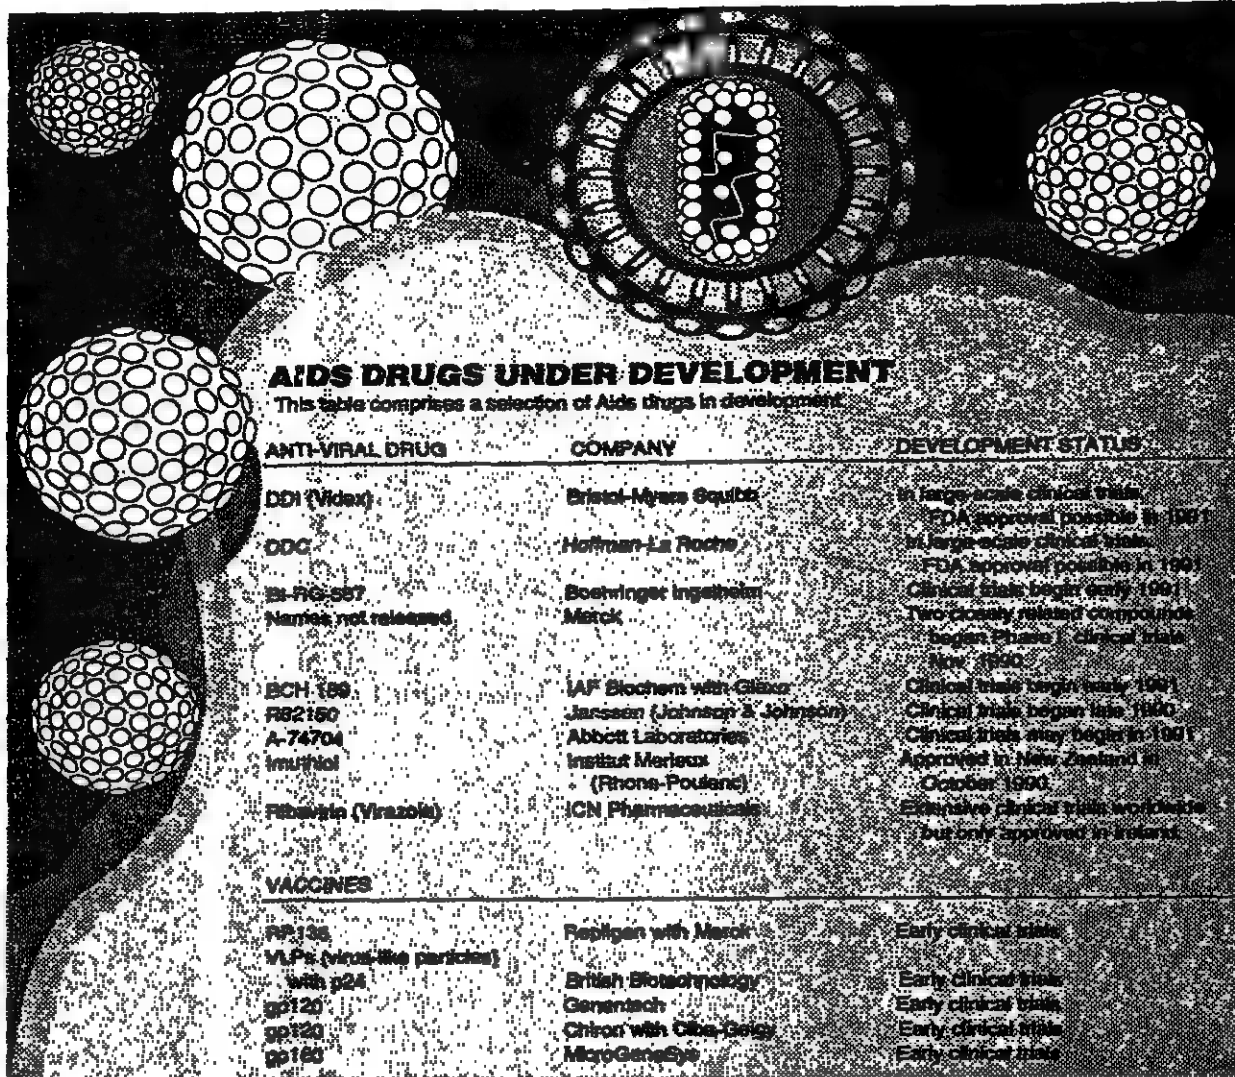 AIDS DRUGS UNDER DEVELOPMENT
This table comprises a selection of Aids drugs in development
ANTI-VIRAL DRUG COMPANY DEVELOPMENT STATUS
DDI (Videx) Bristol-Myers Squibb In large-scale clinical trials.
FDA approval possible in 1991
DDC Hoffman-La Roche In large-scale clinical trials.
FDA approval possible in 1991
BI-RG-587 Boehringer Ingelheim Clinical trials begin early 1991
Names not released Merck Two closely related compounds
began Phase I clinical trials
Nov. 1990
BCH 189 IAF Biochem with Glaxo Clinical trials begin early 1991
R82150 Janssen (Johnson & Johnson) Clinical trials began late 1990
A-74704 Abbott Laboratories Clinical trials may begin in 1991
Imuthiol Institut Merieux Approved in New Zealand in
(Rhone-Poulenc) October 1990
Ribavirin (Virazole) ICN Pharmaceuticals Extensive clinical trials worldwide
but only approved in Ireland.
VACCINES
RP135 Repligen with Merck Early clinical trials
VLPs (virus-like particles)
with p24 British Biotechnology Early clinical trials
gp120 Genentech Early clinical trials
gp120 Chiron with Ciba-Geigy Early clinical trials
gp160 MicroGeneSys Early clinical trials